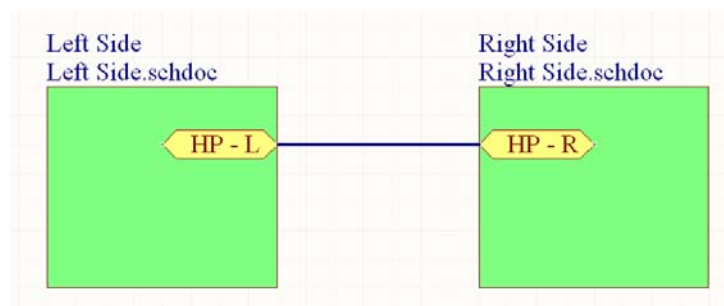 Left Side
Left Side.schdoc
HP - L
Right Side
Right Side.schdoc
HP - R